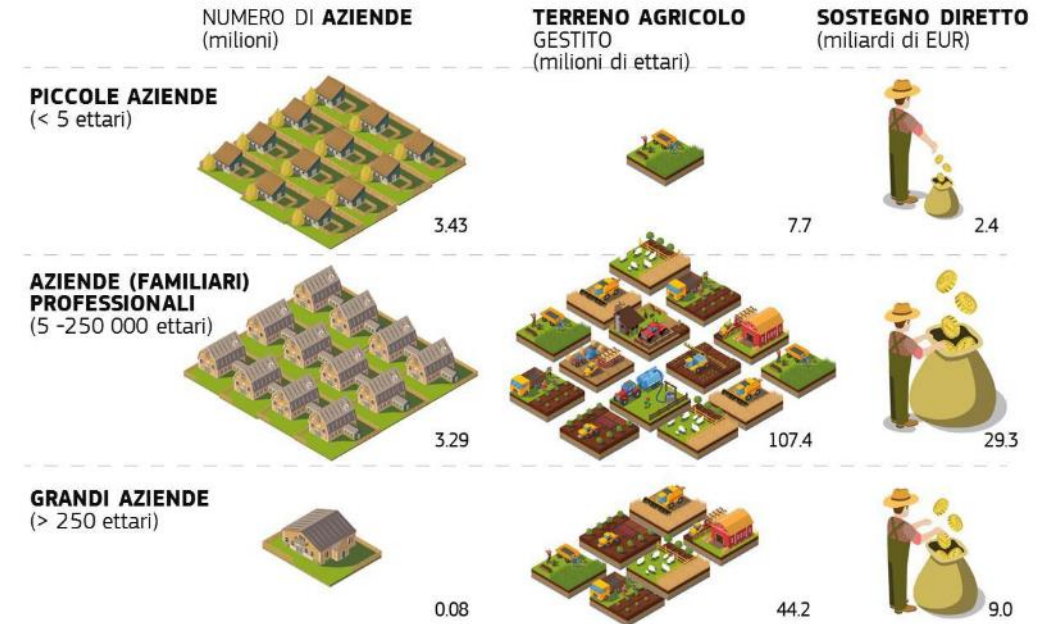 NUMERO DI AZIENDE
(milioni)
TERRENO AGRICOLO
GESTITO
(milioni di ettari)
SOSTEGNO DIRETTO
(miliardi di EUR)
PICCOLE AZIENDE
(< 5 ettari)
3.43
7.7
2.4
AZIENDE (FAMILIARI)
PROFESSIONALI
(5 -250 000 ettari)
3.29
107.4
29.3
GRANDI AZIENDE
(> 250 ettari)
0.08
44.2
9.0